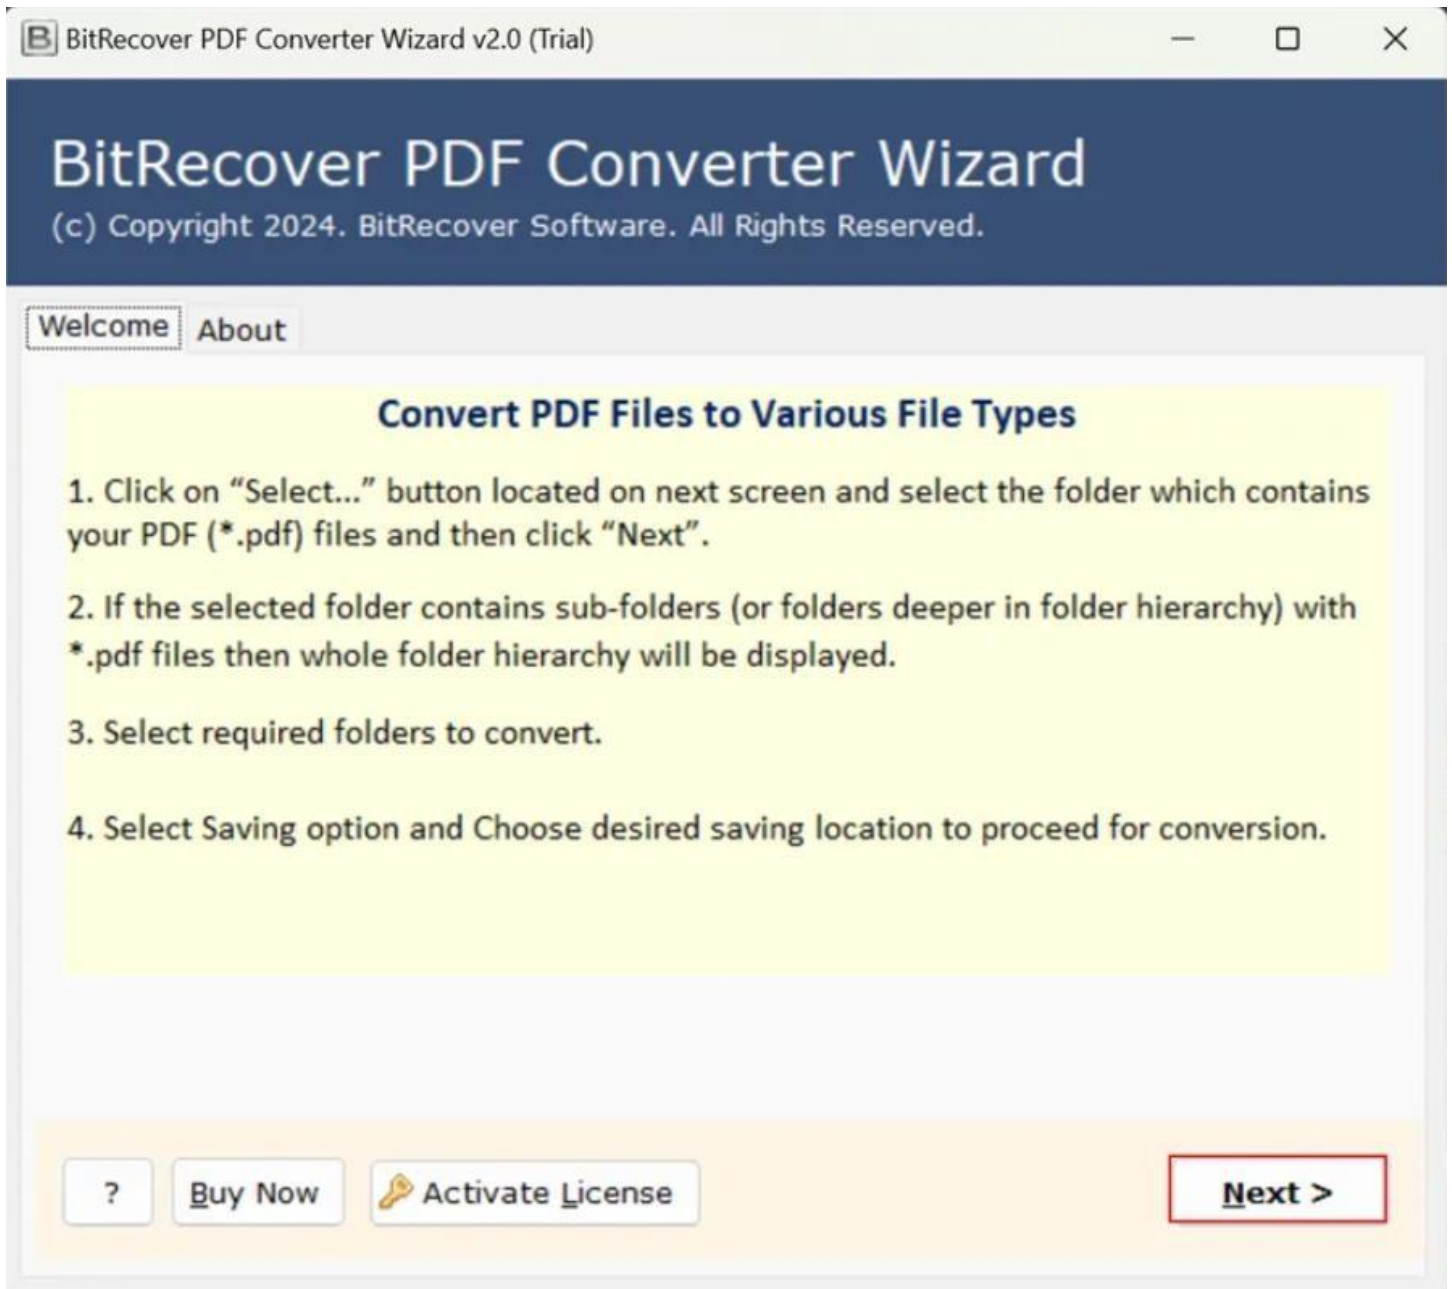 BitRecover PDF Converter Wizard v2.0 (Trial)
BitRecover PDF Converter Wizard
(c) Copyright 2024. BitRecover Software. All Rights Reserved.
Welcome
About
Convert PDF Files to Various File Types
1. Click on “Select...” button located on next screen and select the folder which contains
your PDF (*.pdf) files and then click “Next”.
2. If the selected folder contains sub-folders (or folders deeper in folder hierarchy) with
*.pdf files then whole folder hierarchy will be displayed.
3. Select required folders to convert.
4. Select Saving option and Choose desired saving location to proceed for conversion.
?
Buy Now
Activate License
Next >